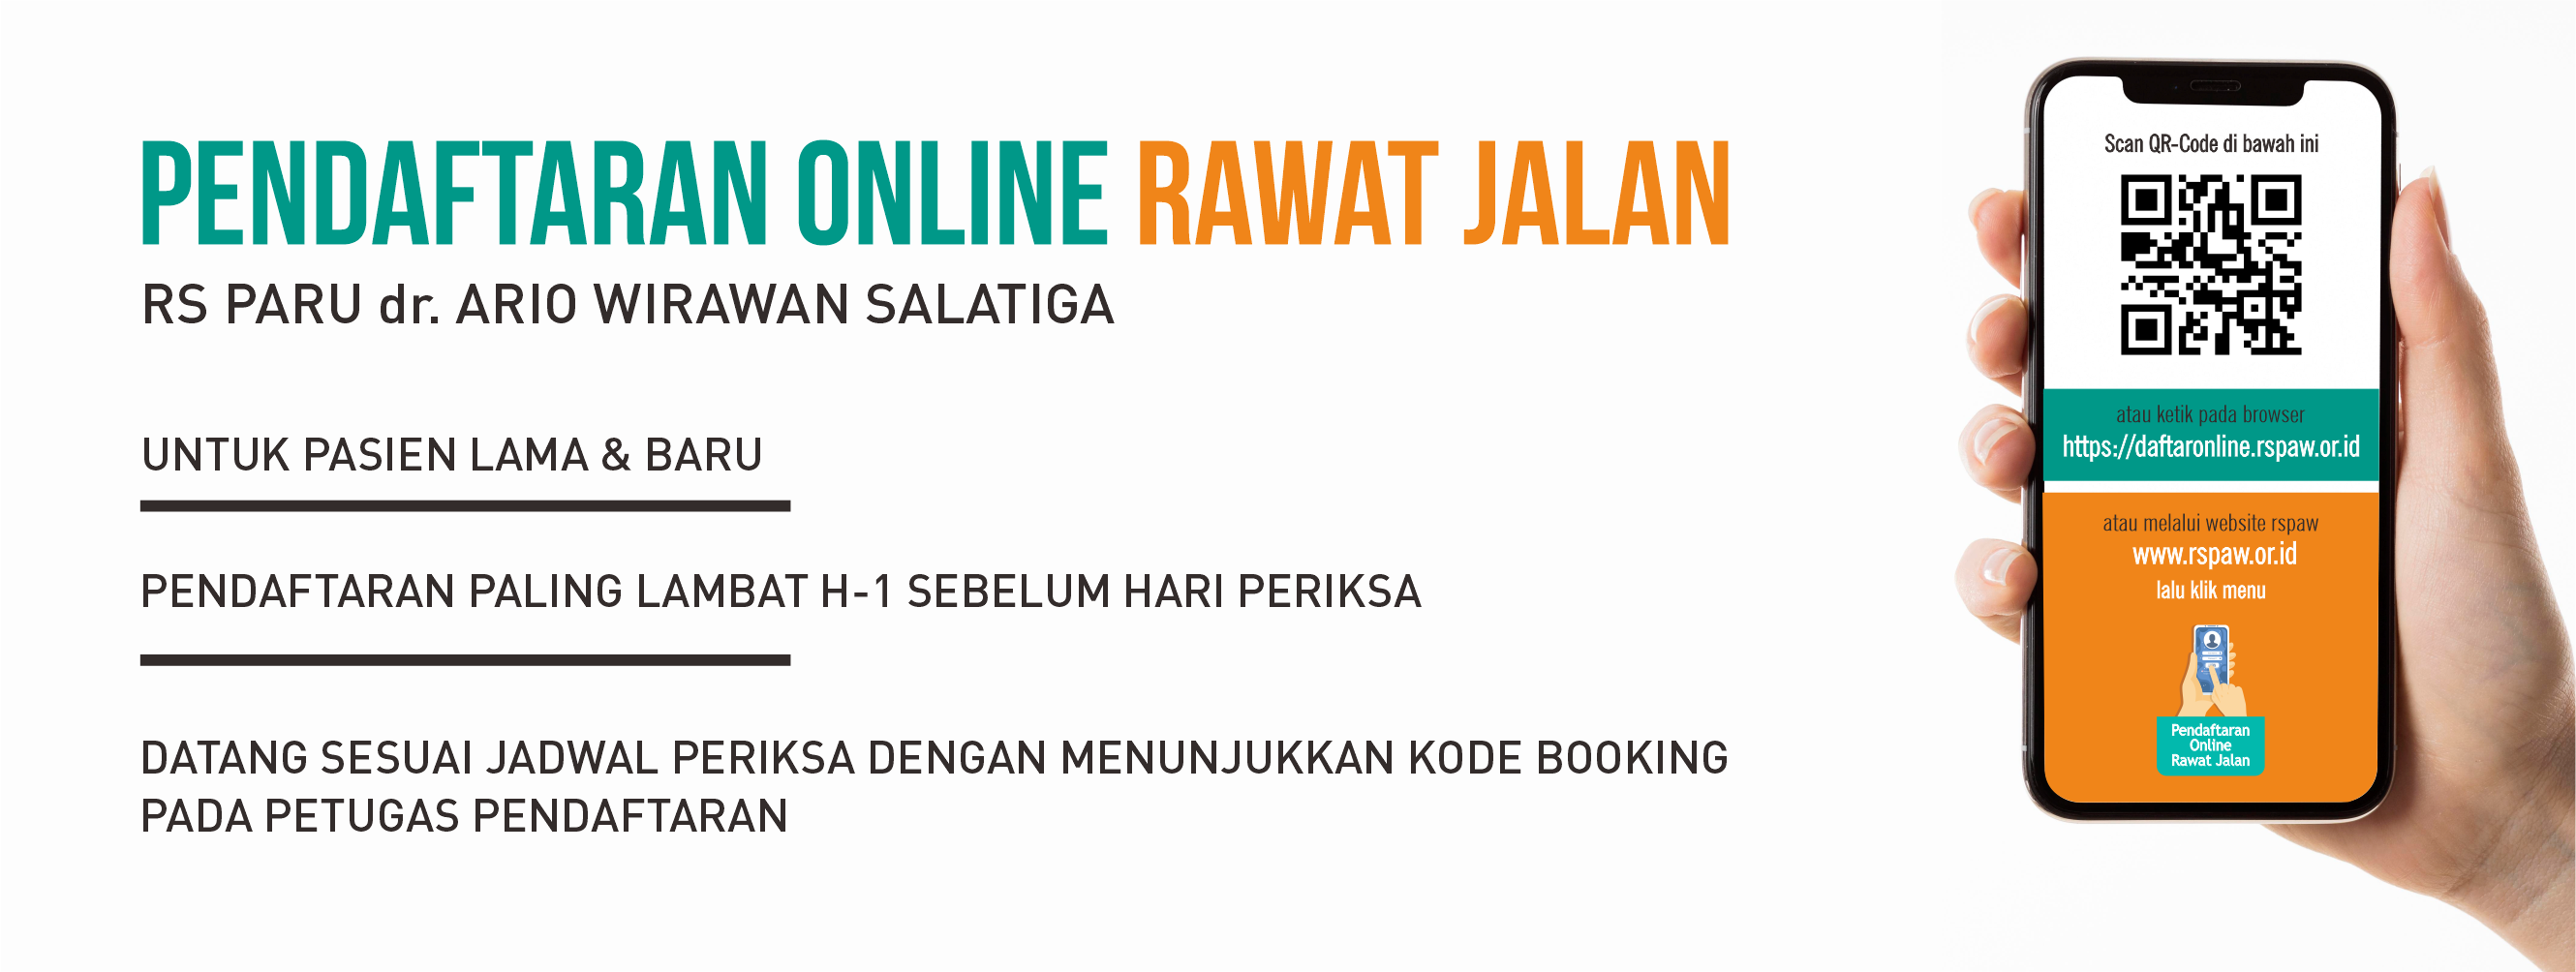 PENDAFTARAN ONLINE RAWAT JALAN
RS PARU dr. ARIO WIRAWAN SALATIGA
UNTUK PASIEN LAMA & BARU
PENDAFTARAN PALING LAMBAT H-1 SEBELUM HARI PERIKSA
DATANG SESUAI JADWAL PERIKSA DENGAN MENUNJUKKAN KODE BOOKING
PADA PETUGAS PENDAFTARAN
Scan QR-Code di bawah ini
atau ketik pada browser
https://daftaronline.rspaw.or.id
atau melalui website rspaw
www.rspaw.or.id
lalu klik menu
Pendaftaran
Online
Rawat Jalan